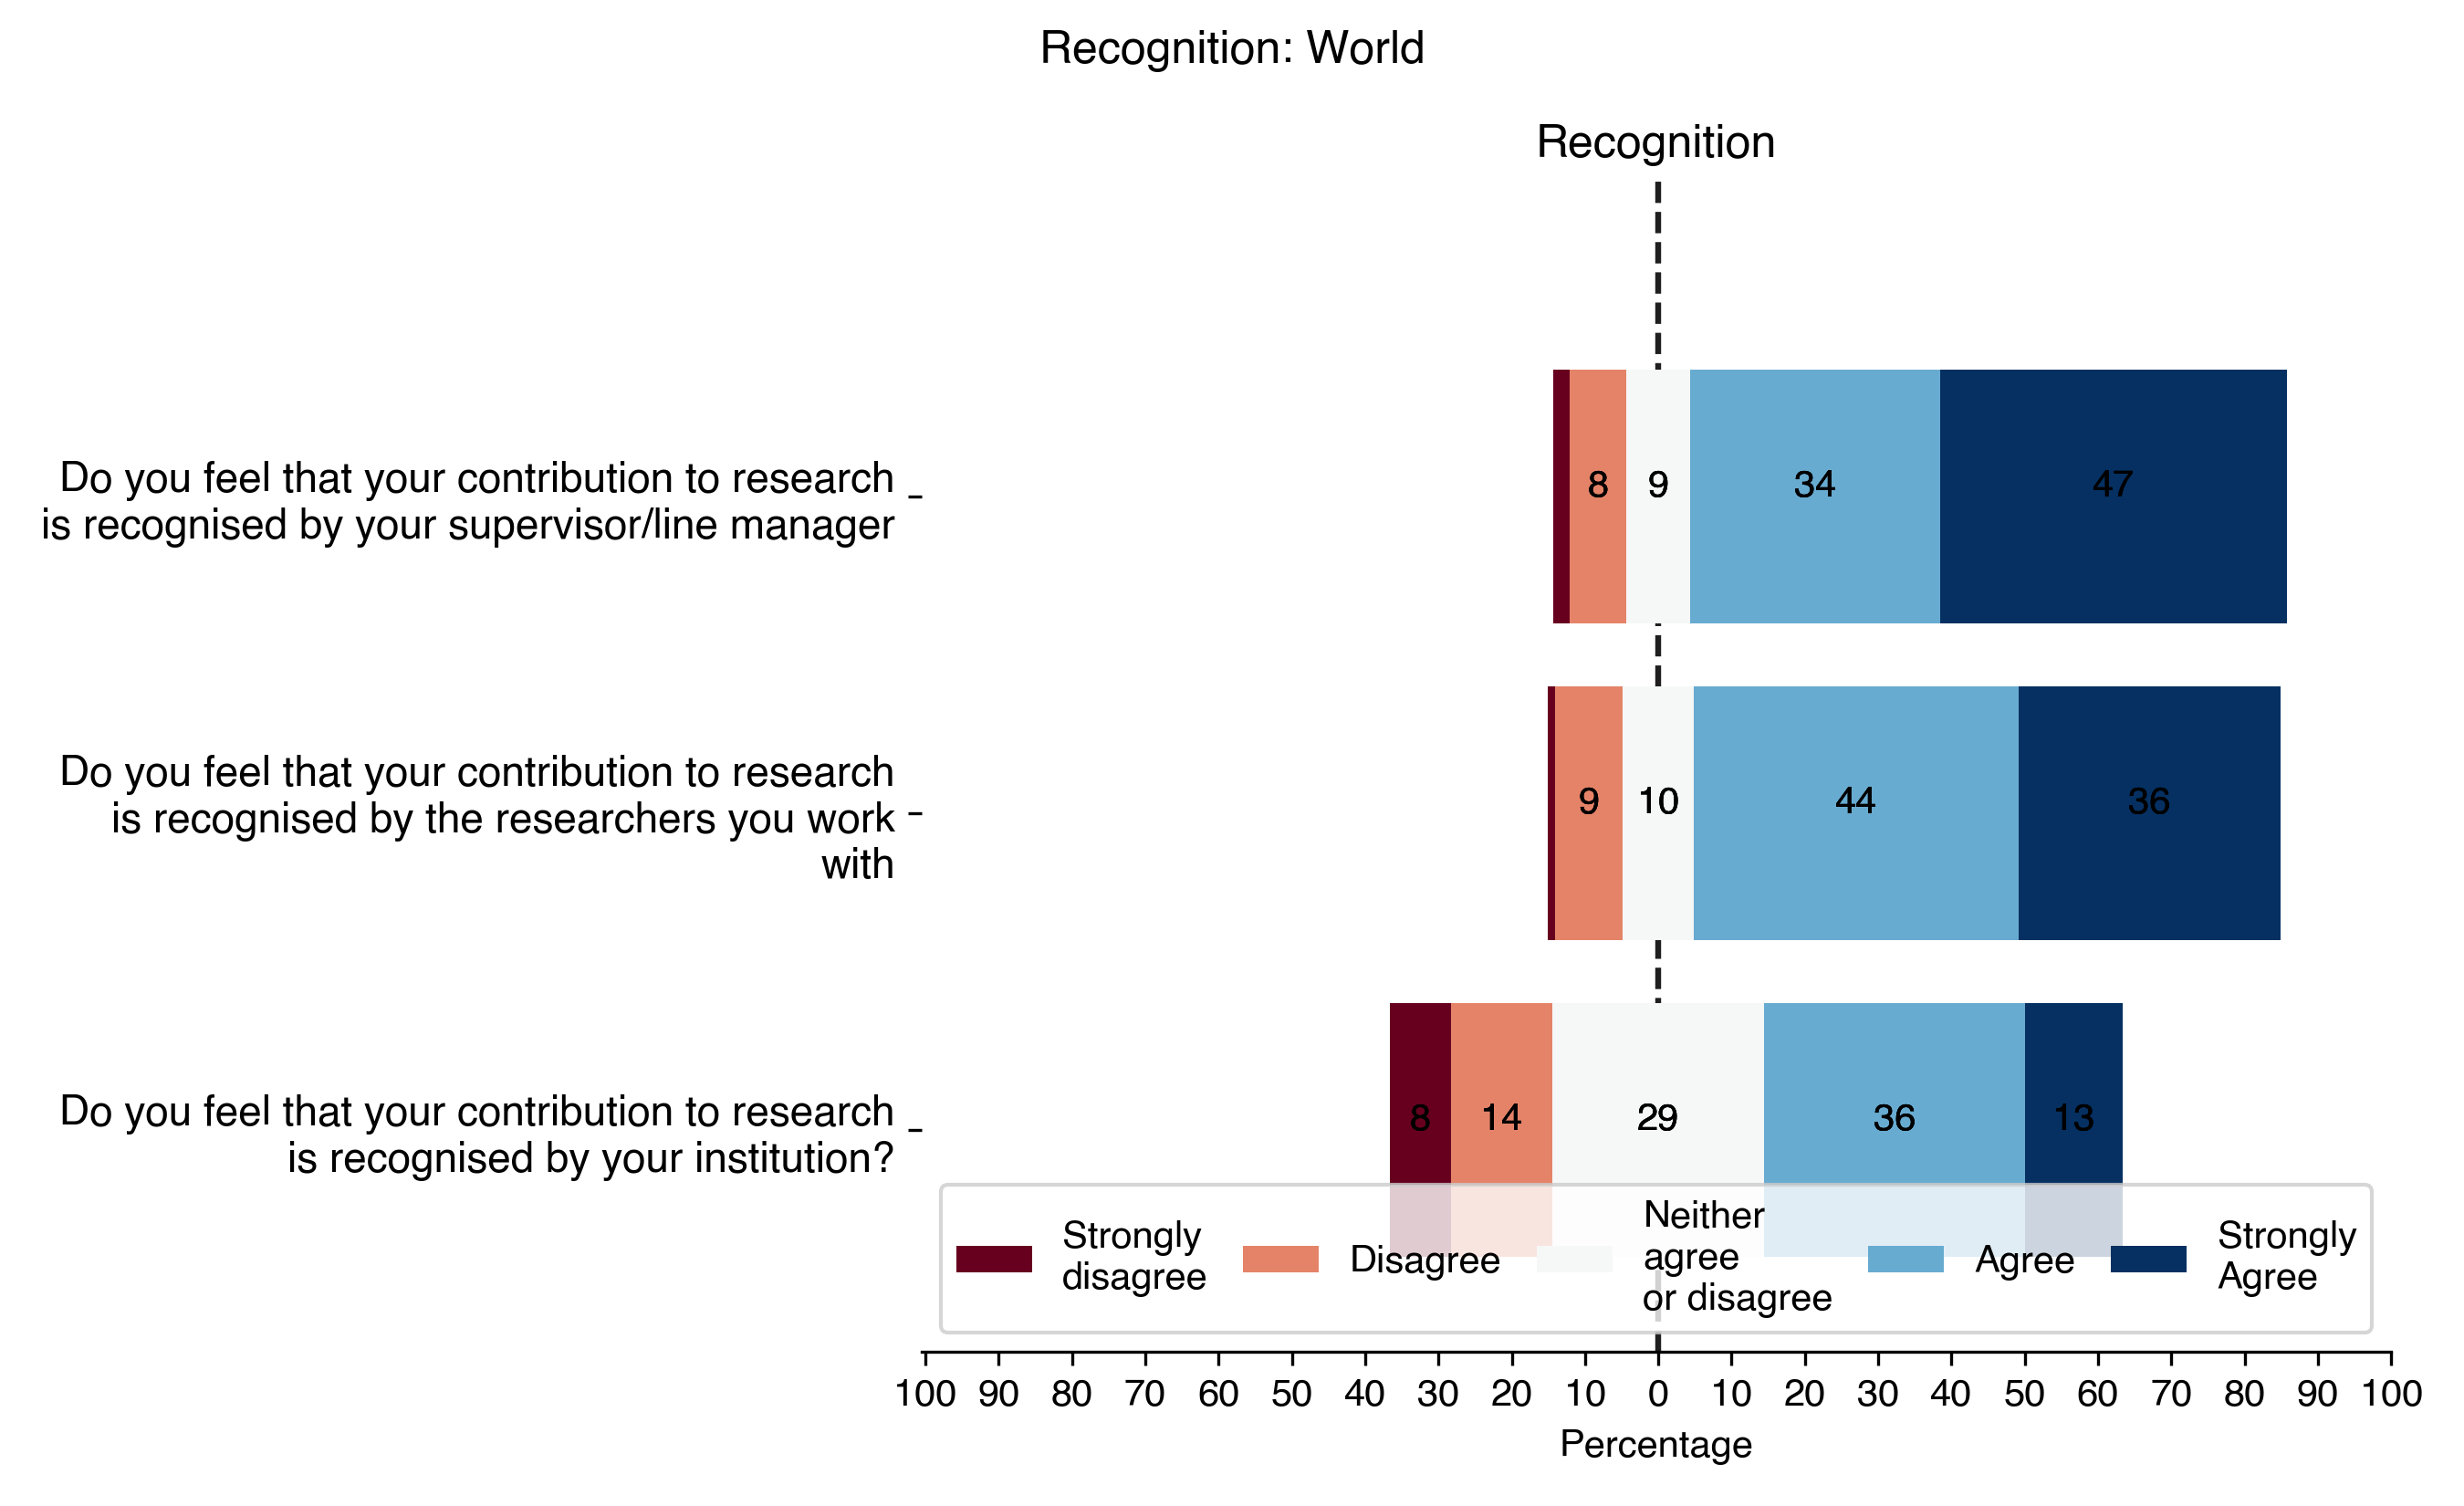 Recognition: World
Recognition
Do you feel that your contribution to research
is recognised by your supervisor/line manager
8 9 34 47
Do you feel that your contribution to research
is recognised by the researchers you work
with
9 10 44 36
Do you feel that your contribution to research
is recognised by your institution?
8 14 29 36 13
Strongly
disagree
Disagree
Neither
agree
or disagree
Agree
Strongly
Agree
100 90 80 70 60 50 40 30 20 10 0 10 20 30 40 50 60 70 80 90 100
Percentage